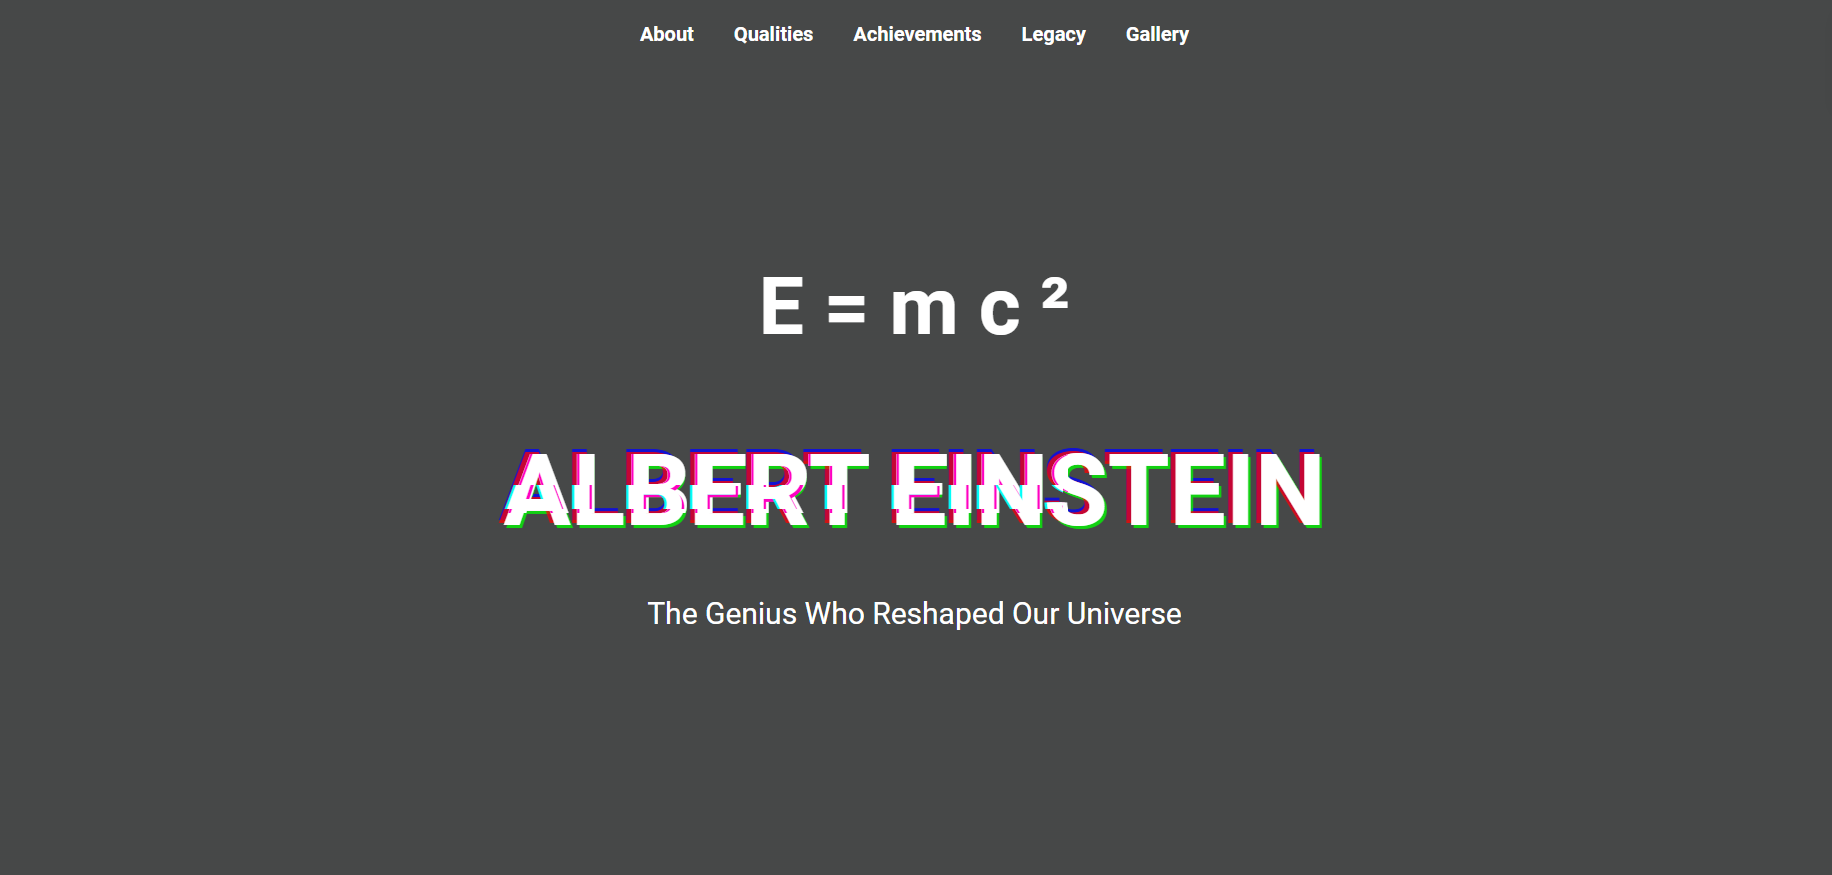 About Qualities Achievements Legacy Gallery
E = m c ²
ALBERT EINSTEIN
The Genius Who Reshaped Our Universe